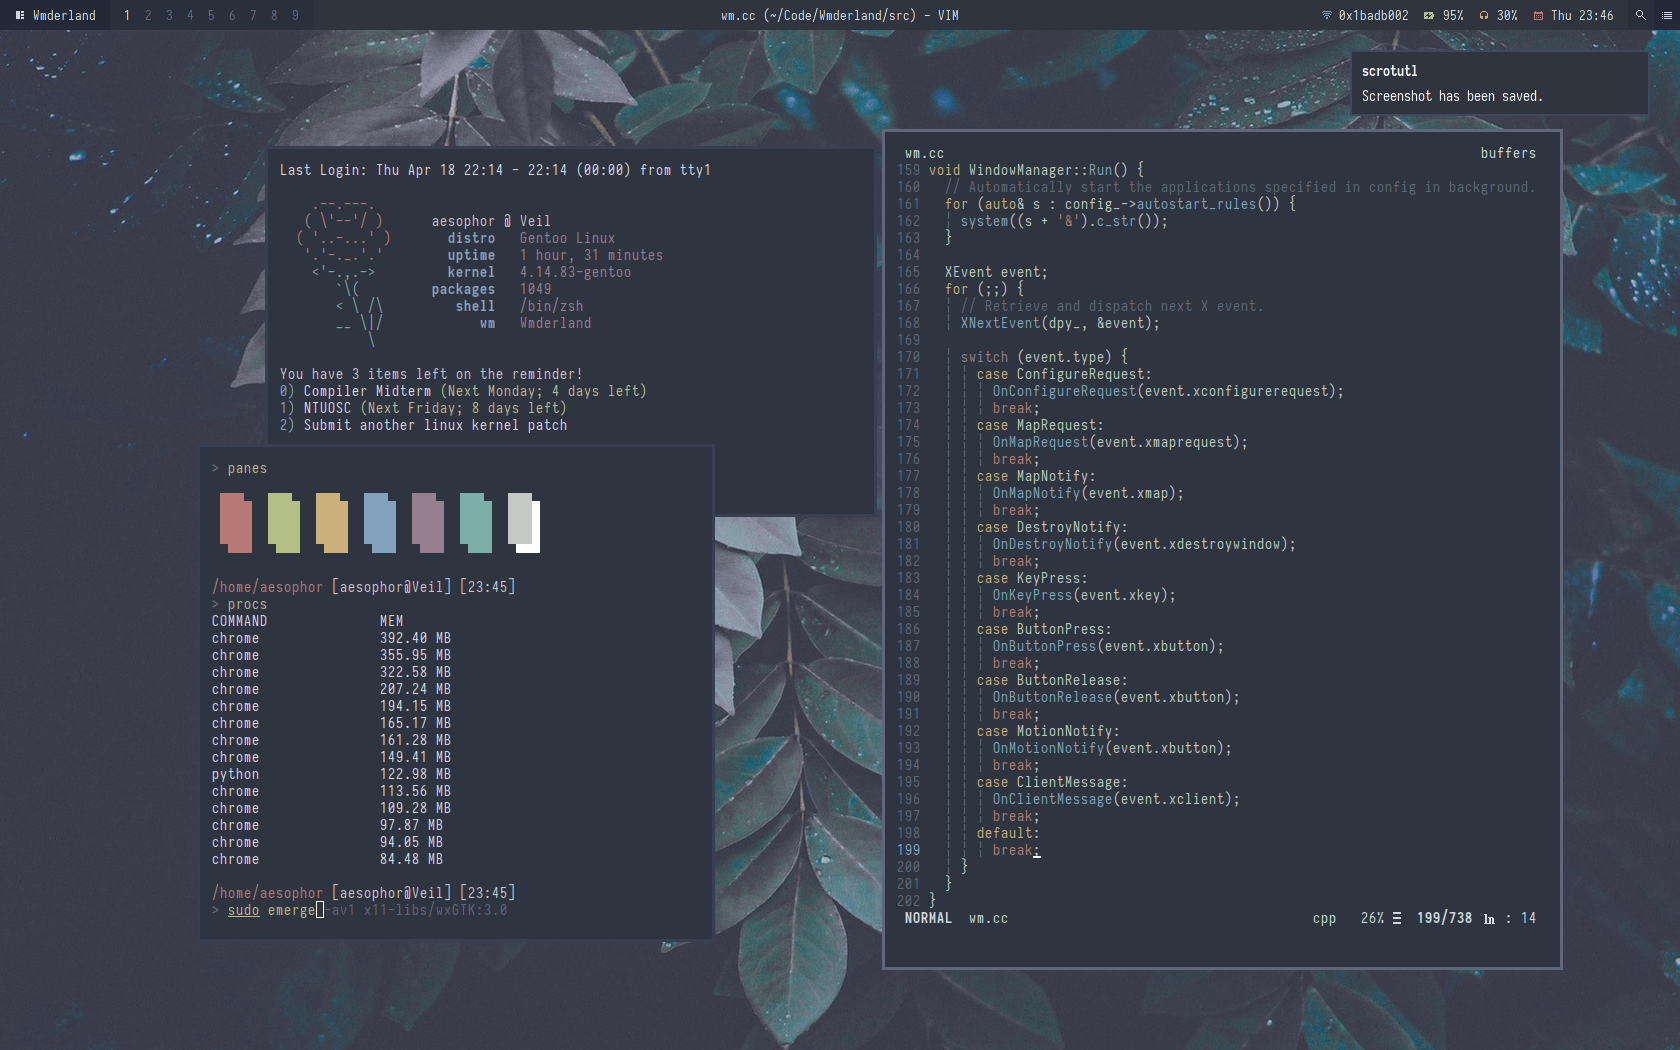 Wmderland 1 2 3 4 5 6 7 8 9 wm.cc (~/Code/Wmderland/src) - VIM 0x1badb002 95% 30% Thu 23:46
scrotutl
Screenshot has been saved.
Last Login: Thu Apr 18 22:14 - 22:14 (00:00) from tty1
aesophor @ Veil
distro Gentoo Linux
uptime 1 hour, 31 minutes
kernel 4.14.83-gentoo
packages 1049
shell /bin/zsh
wm Wmderland
You have 3 items left on the reminder!
0) Compiler Midterm (Next Monday; 4 days left)
1) NTUOSC (Next Friday; 8 days left)
2) Submit another linux kernel patch
> panes
/home/aesophor [aesophor@Veil] [23:45]
> procs
COMMAND MEM
chrome 392.40 MB
chrome 355.95 MB
chrome 322.58 MB
chrome 207.24 MB
chrome 194.15 MB
chrome 165.17 MB
chrome 161.28 MB
chrome 149.41 MB
python 122.98 MB
chrome 113.56 MB
chrome 109.28 MB
chrome 97.87 MB
chrome 94.05 MB
chrome 84.48 MB
/home/aesophor [aesophor@Veil] [23:45]
> sudo emerge -av1 x11-libs/wxGTK:3.0
wm.cc buffers
159 void WindowManager::Run() {
160 // Automatically start the applications specified in config in background.
161 for (auto& s : config_->autostart_rules()) {
162 system((s + '&').c_str());
163 }
164
165 XEvent event;
166 for (;;) {
167 // Retrieve and dispatch next X event.
168 XNextEvent(dpy_, &event);
169
170 switch (event.type) {
171 case ConfigureRequest:
172 OnConfigureRequest(event.xconfigurerequest);
173 break;
174 case MapRequest:
175 OnMapRequest(event.xmaprequest);
176 break;
177 case MapNotify:
178 OnMapNotify(event.xmap);
179 break;
180 case DestroyNotify:
181 OnDestroyNotify(event.xdestroywindow);
182 break;
183 case KeyPress:
184 OnKeyPress(event.xkey);
185 break;
186 case ButtonPress:
187 OnButtonPress(event.xbutton);
188 break;
189 case ButtonRelease:
190 OnButtonRelease(event.xbutton);
191 break;
192 case MotionNotify:
193 OnMotionNotify(event.xbutton);
194 break;
195 case ClientMessage:
196 OnClientMessage(event.xclient);
197 break;
198 default:
199 break;
200 }
201 }
202 }
NORMAL wm.cc cpp 26% ☰ 199/738 ln : 14